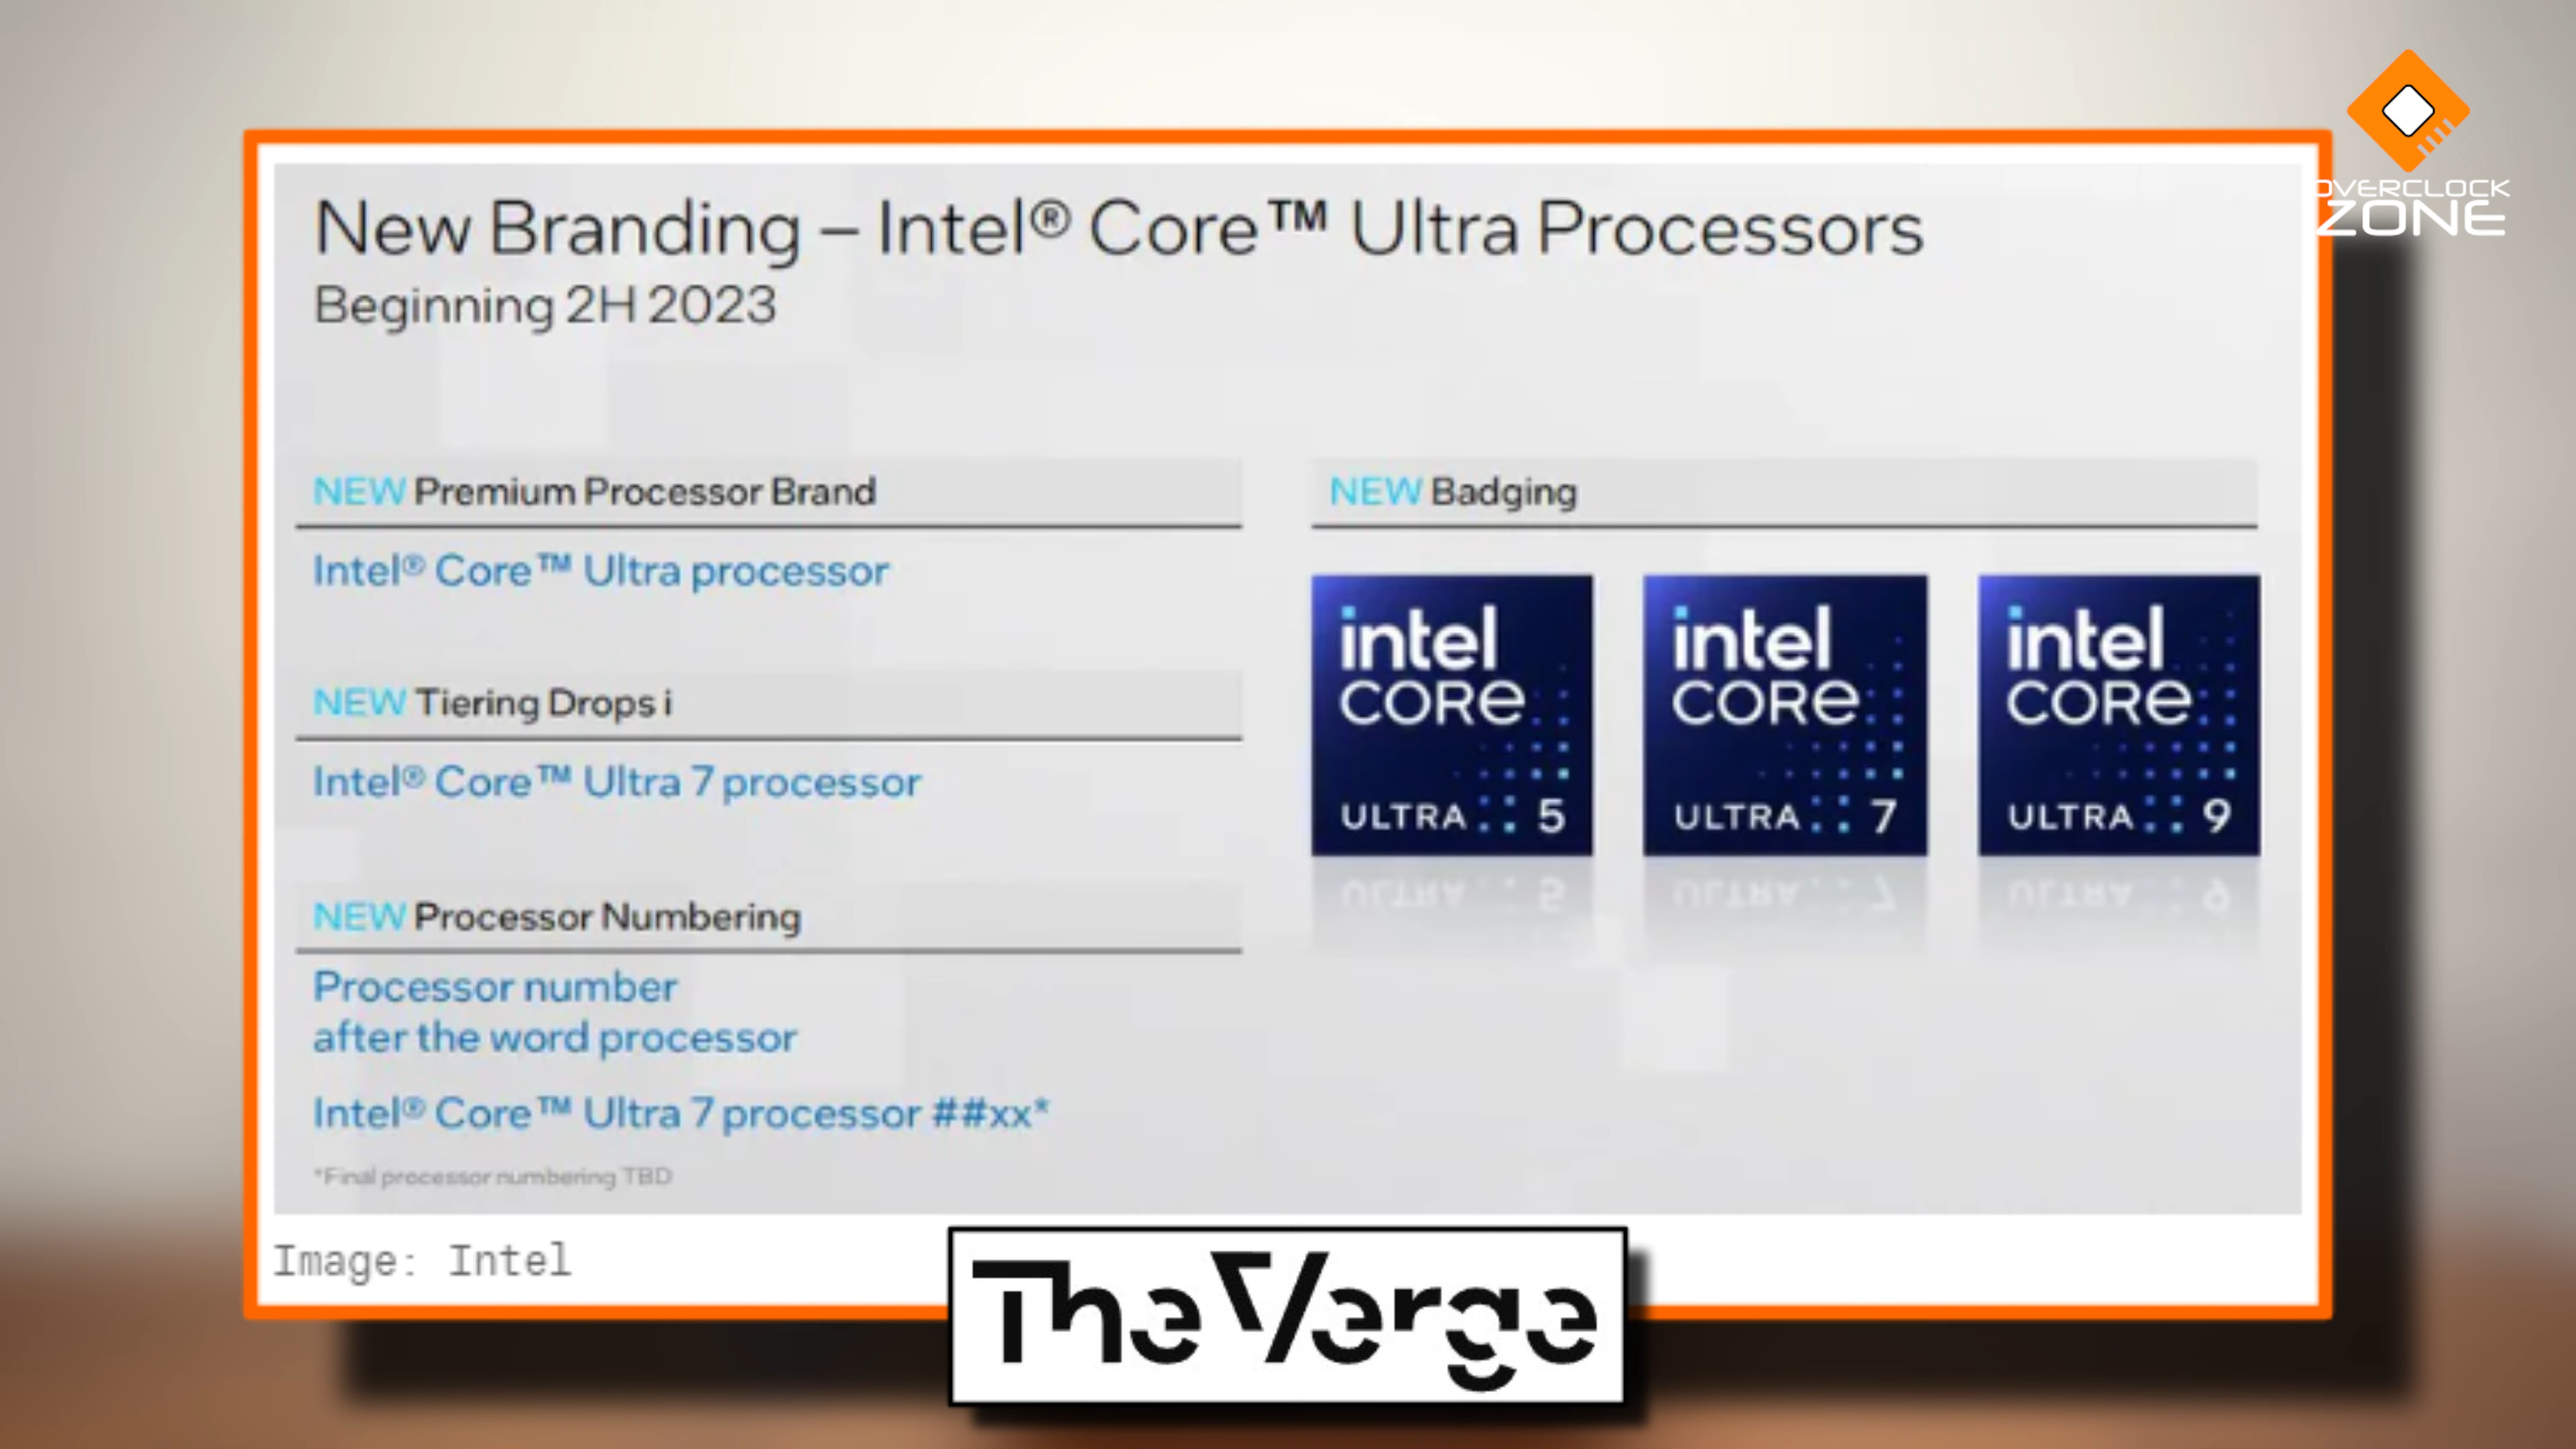 OVERCLOCK
ZONE
New Branding – Intel® Core™ Ultra Processors
Beginning 2H 2023
NEW Premium Processor Brand
Intel® Core™ Ultra processor
NEW Tiering Drops i
Intel® Core™ Ultra 7 processor
NEW Processor Numbering
Processor number
after the word processor
Intel® Core™ Ultra 7 processor ##xx*
*Final processor numbering TBD
NEW Badging
intel
CORe
ULTRA 5
intel
CORe
ULTRA 7
intel
CORe
ULTRA 9
Image: Intel
The Verge